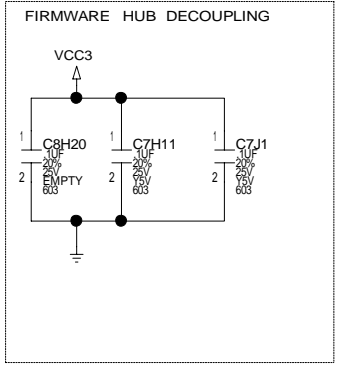 FIRMWARE HUB DECOUPLING
VCC3
1
C8H20
.1UF
20%
25V
2
EMPTY
603
1
C7H11
.1UF
20%
25V
2
Y5V
603
1
C7J1
.1UF
20%
25V
2
Y5V
603